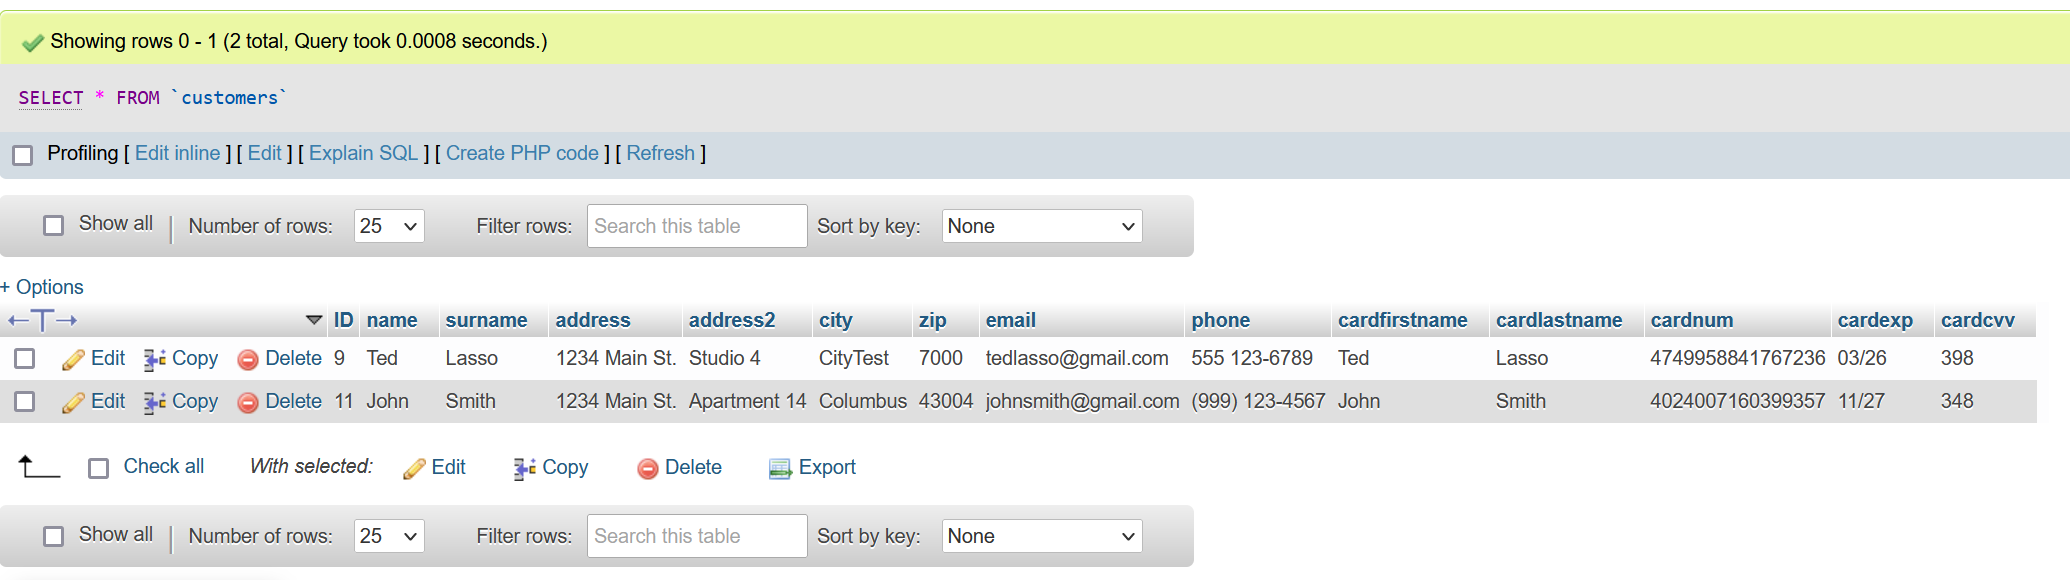 Showing rows 0 - 1 (2 total, Query took 0.0008 seconds.)
SELECT * FROM `customers`
Profiling [ Edit inline ] [ Edit ] [ Explain SQL ] [ Create PHP code ] [ Refresh ]
Show all | Number of rows: 25 Filter rows: Search this table Sort by key: None
+ Options
←T→ ID name surname address address2 city zip email phone cardfirstname cardlastname cardnum cardexp cardcvv
Edit Copy Delete 9 Ted Lasso 1234 Main St. Studio 4 CityTest 7000 tedlasso@gmail.com 555 123-6789 Ted Lasso 4749958841767236 03/26 398
Edit Copy Delete 11 John Smith 1234 Main St. Apartment 14 Columbus 43004 johnsmith@gmail.com (999) 123-4567 John Smith 4024007160399357 11/27 348
Check all With selected: Edit Copy Delete Export
Show all | Number of rows: 25 Filter rows: Search this table Sort by key: None